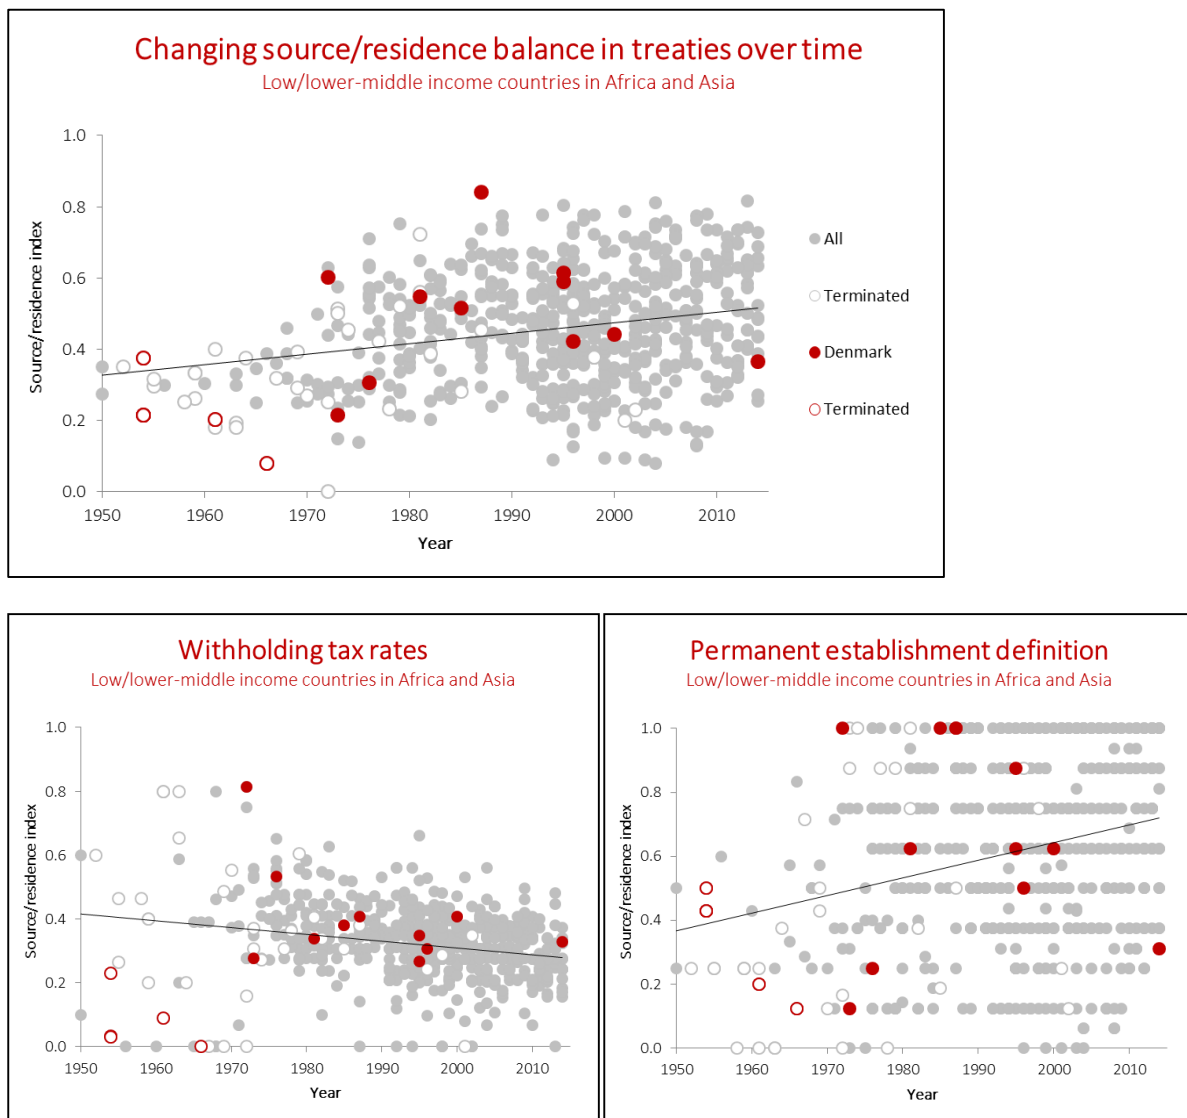 Changing source/residence balance in treaties over time
Low/lower-middle income countries in Africa and Asia
1.0
0.8
0.6
0.4
0.2
0.0
Source/residence index
1950 1960 1970 1980 1990 2000 2010
Year
All
Terminated
Denmark
Terminated
Withholding tax rates
Low/lower-middle income countries in Africa and Asia
1.0
0.8
0.6
0.4
0.2
0.0
Source/residence index
1950 1960 1970 1980 1990 2000 2010
Year
Permanent establishment definition
Low/lower-middle income countries in Africa and Asia
1.0
0.8
0.6
0.4
0.2
0.0
Source/residence index
1950 1960 1970 1980 1990 2000 2010
Year